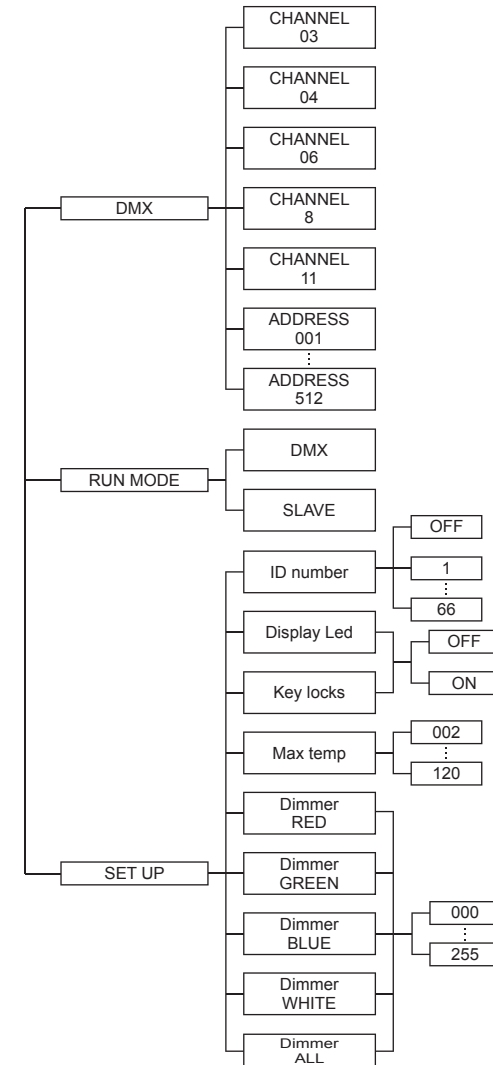 CHANNEL
03
CHANNEL
04
CHANNEL
06
DMX
CHANNEL
8
CHANNEL
11
ADDRESS
001
ADDRESS
512
RUN MODE
DMX
SLAVE
SET UP
ID number
OFF
1
66
Display Led
Key locks
OFF
ON
Max temp
002
120
Dimmer
RED
Dimmer
GREEN
Dimmer
BLUE
Dimmer
WHITE
Dimmer
ALL
000
255